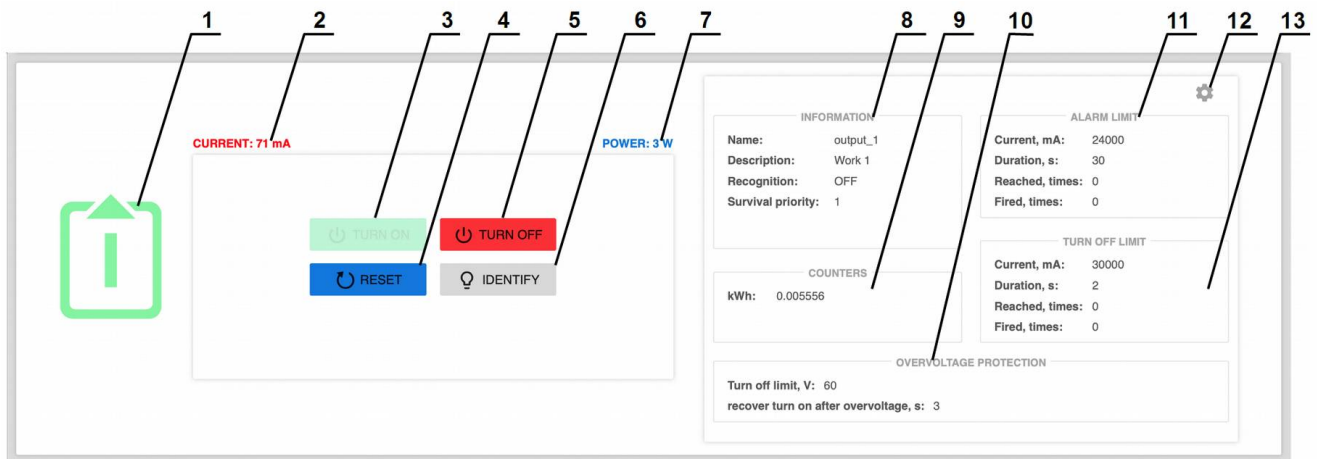 1 2 3 4 5 6 7 8 9 10 11 12 13
CURRENT: 71 mA
POWER: 3 W
TURN ON
TURN OFF
RESET
IDENTIFY
INFORMATION
Name: output_1
Description: Work 1
Recognition: OFF
Survival priority: 1
COUNTERS
kWh: 0.005556
ALARM LIMIT
Current, mA: 24000
Duration, s: 30
Reached, times: 0
Fired, times: 0
TURN OFF LIMIT
Current, mA: 30000
Duration, s: 2
Reached, times: 0
Fired, times: 0
OVERVOLTAGE PROTECTION
Turn off limit, V: 60
recover turn on after overvoltage, s: 3